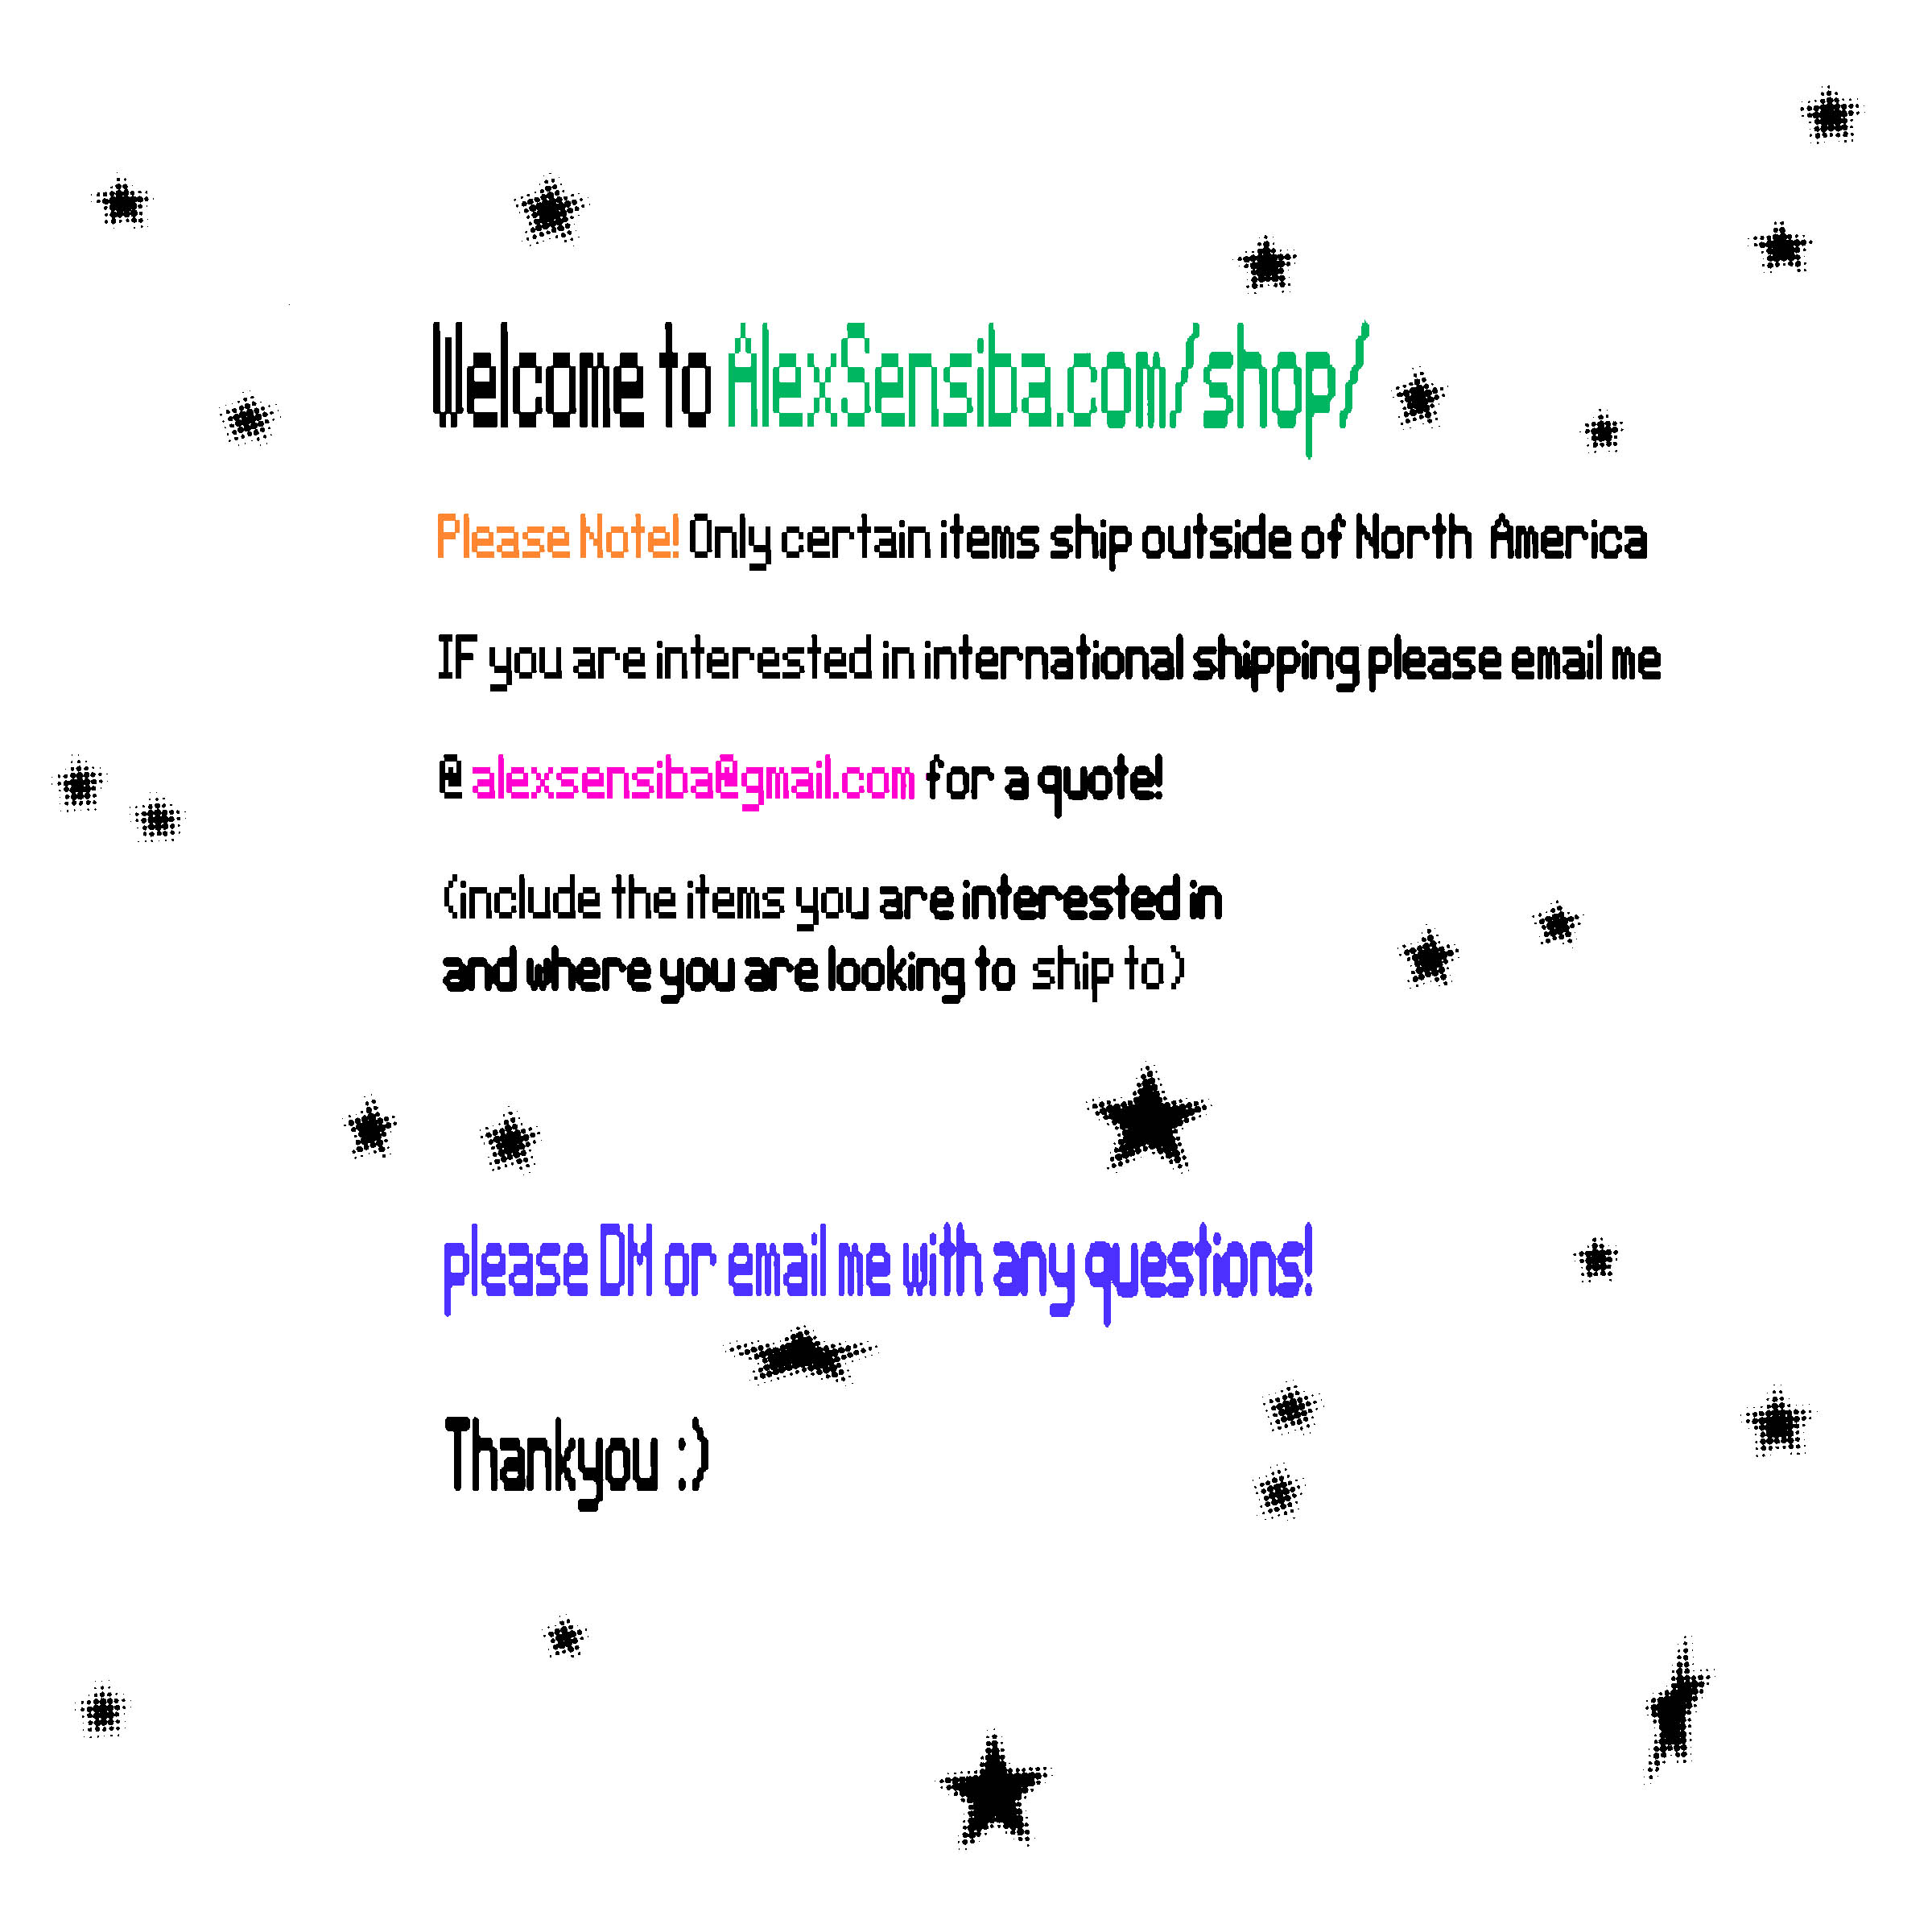 Welcome to AlexSensiba.com/shop/
Please Note! Only certain items ship outside of North America
IF you are interested in international shipping please email me
@ alexsensiba@gmail.com for a quote!
(include the items you are interested in
and where you are looking to ship to)
please DM or email me with any questions!
Thankyou :)